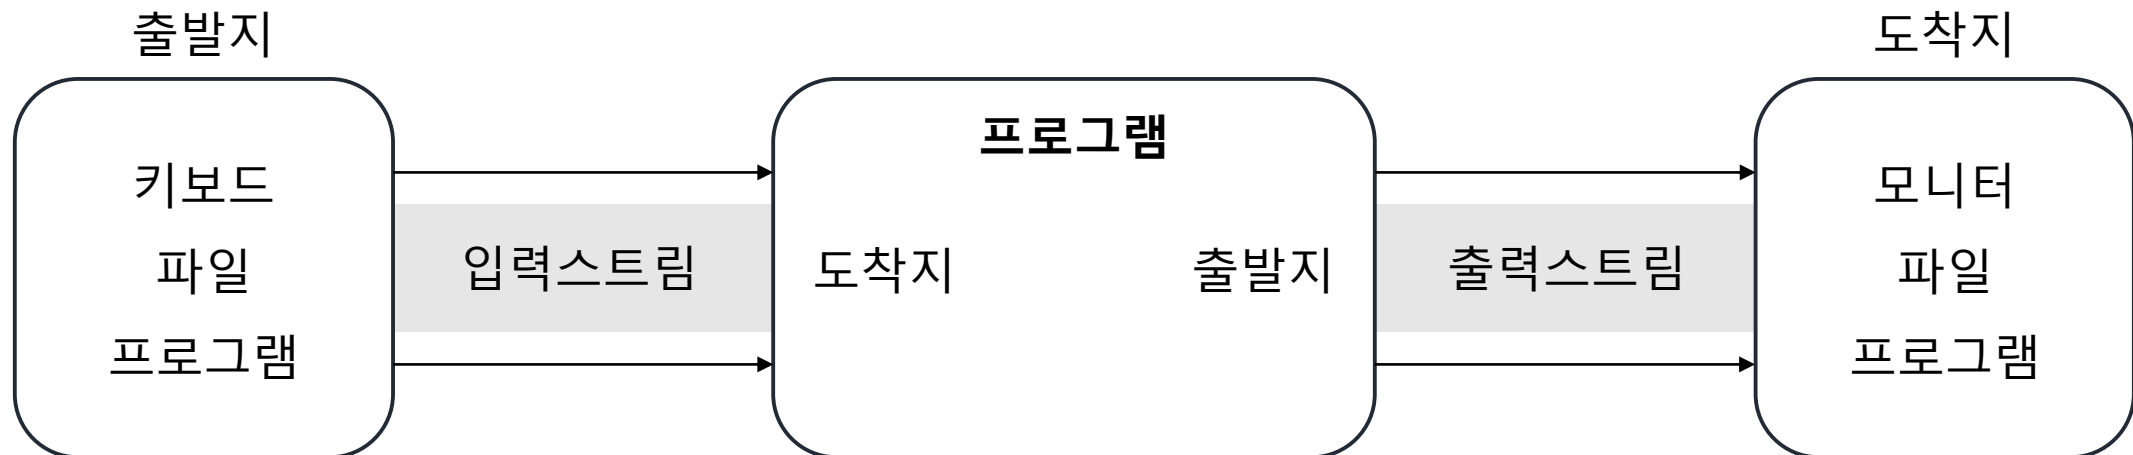 출발지
도착지
프로그램
키보드
파일
프로그램
입력스트림
도착지
출발지
출력스트림
모니터
파일
프로그램